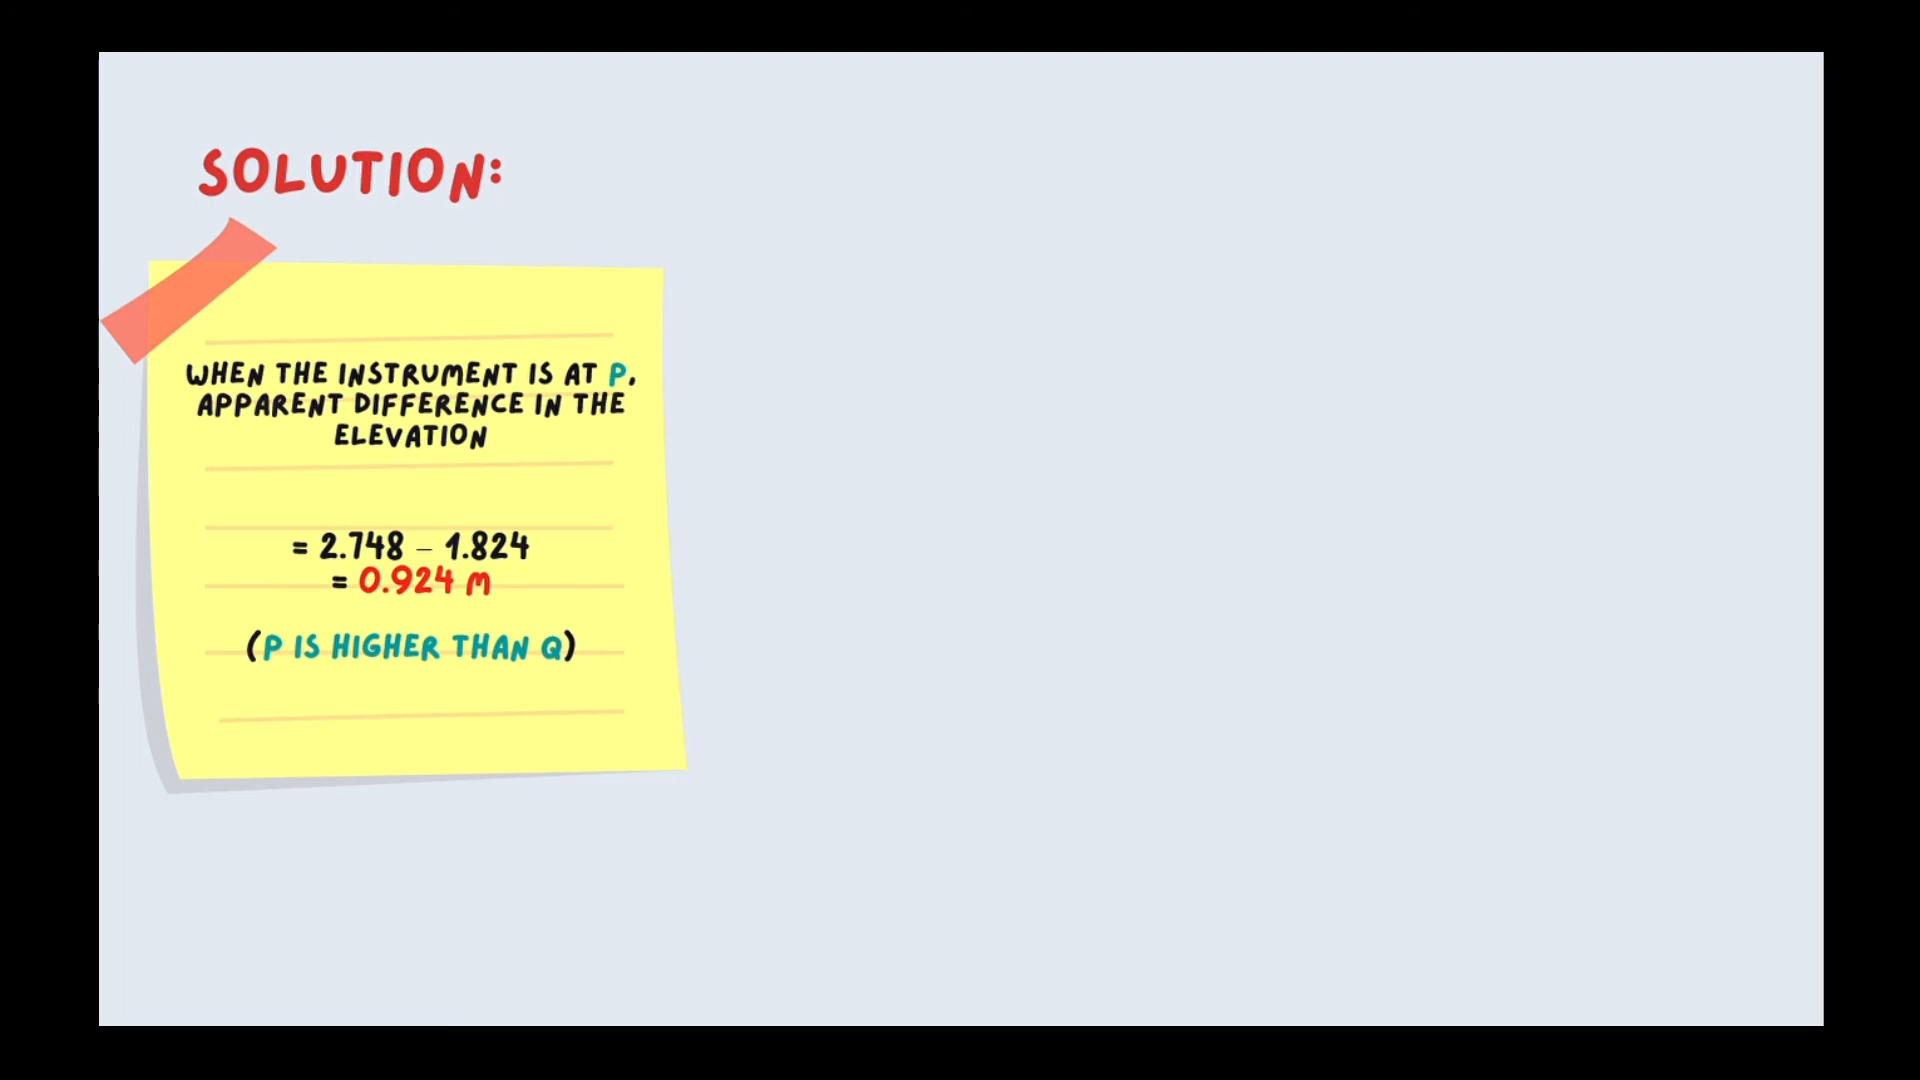 SOLUTION:
WHEN THE INSTRUMENT IS AT P,
APPARENT DIFFERENCE IN THE
ELEVATION
= 2.748 – 1.824
= 0.924 M
(P IS HIGHER THAN Q)